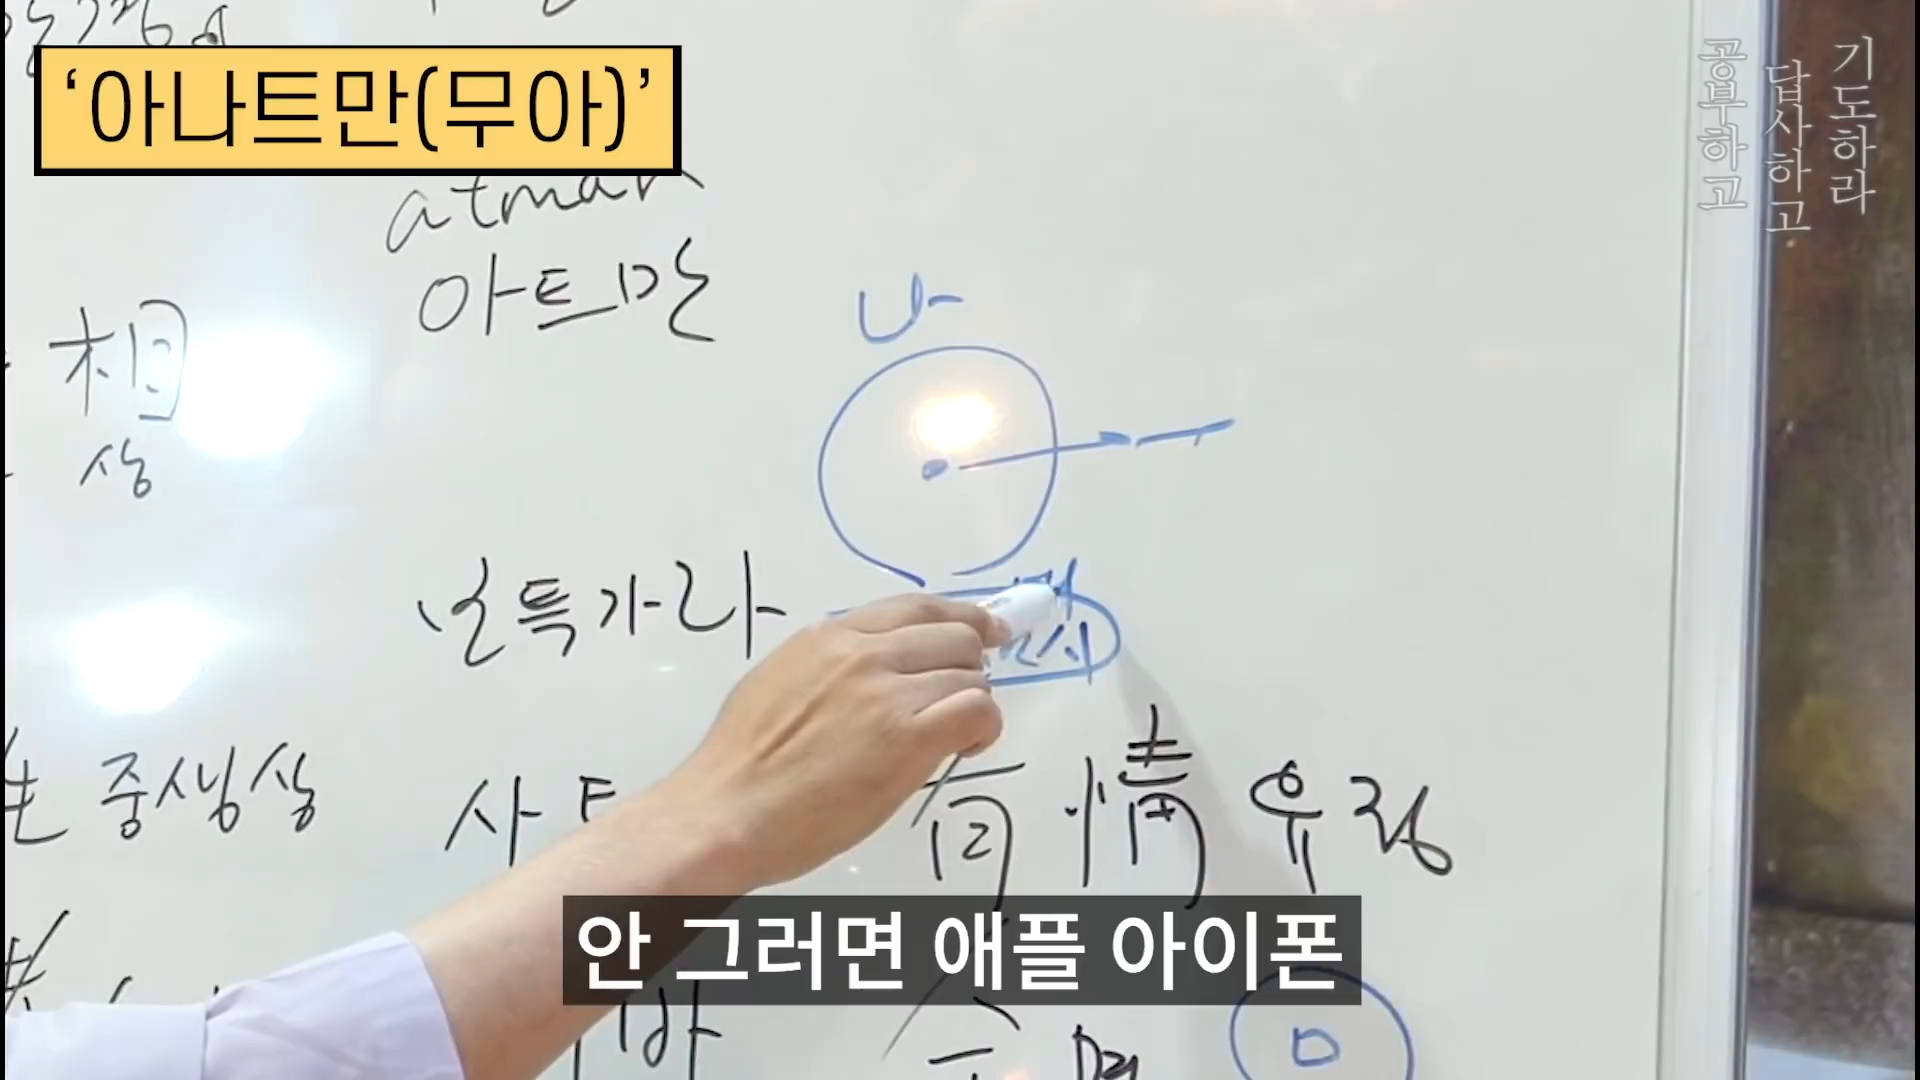 ‘아나트만(무아)’
기도하라
답사하고
공부하고
atman
아트만
나
相
상
보특가라
중생상
사트
有情 유정
바
안 그러면 애플 아이폰